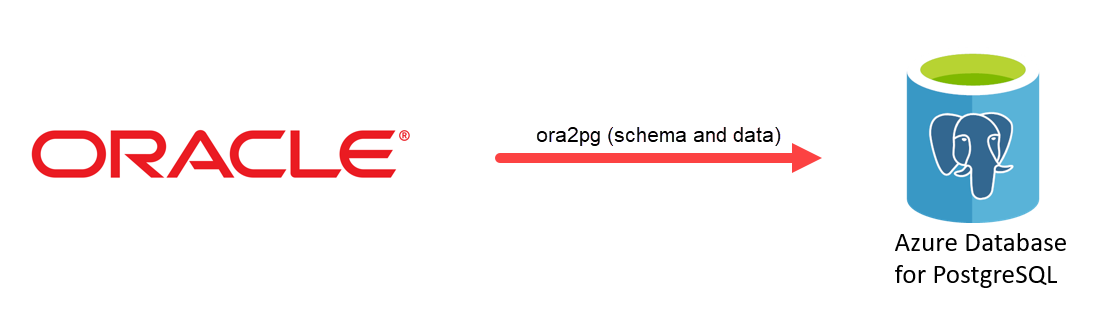 ORACLE®
ora2pg (schema and data)
Azure Database
for PostgreSQL